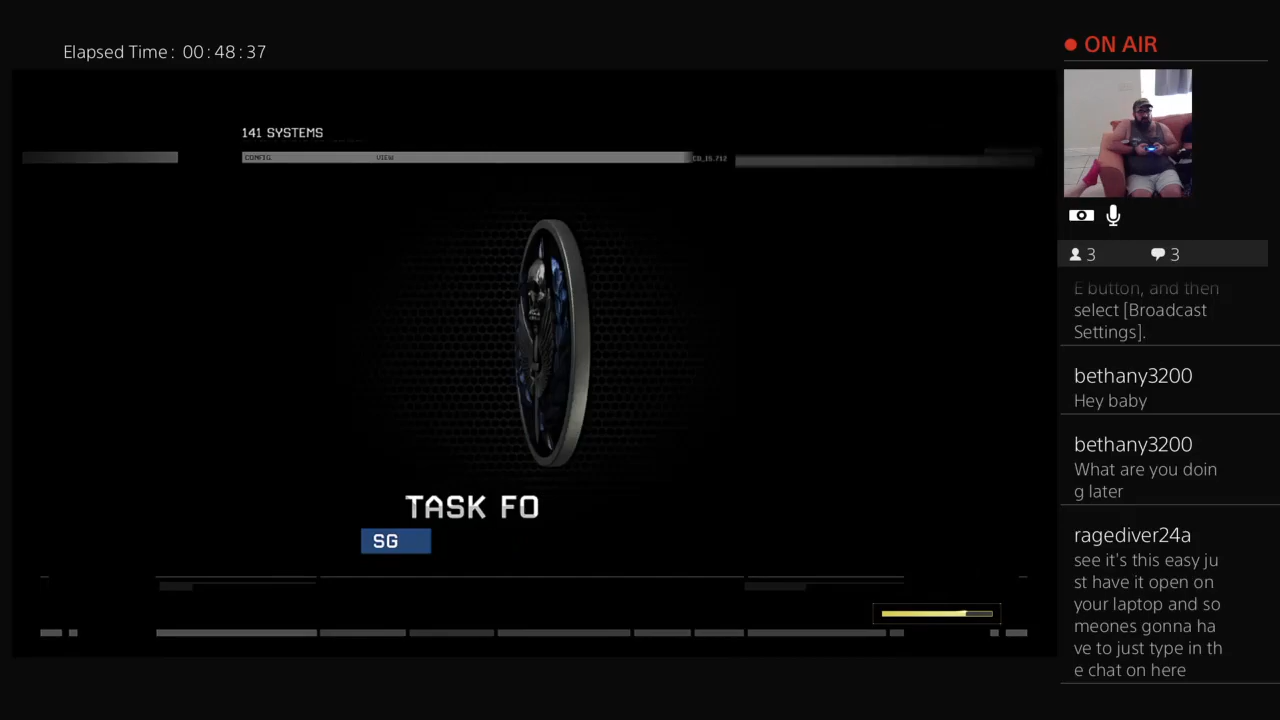 Elapsed Time: 00:48:37
ON AIR
141 SYSTEMS
CONFIG. VIEW
CD_15.712
3 3
E button, and then
select [Broadcast
Settings].
bethany3200
Hey baby
bethany3200
What are you doin
g later
ragediver24a
see it's this easy ju
st have it open on
your laptop and so
meones gonna ha
ve to just type in th
e chat on here
TASK FO
SG